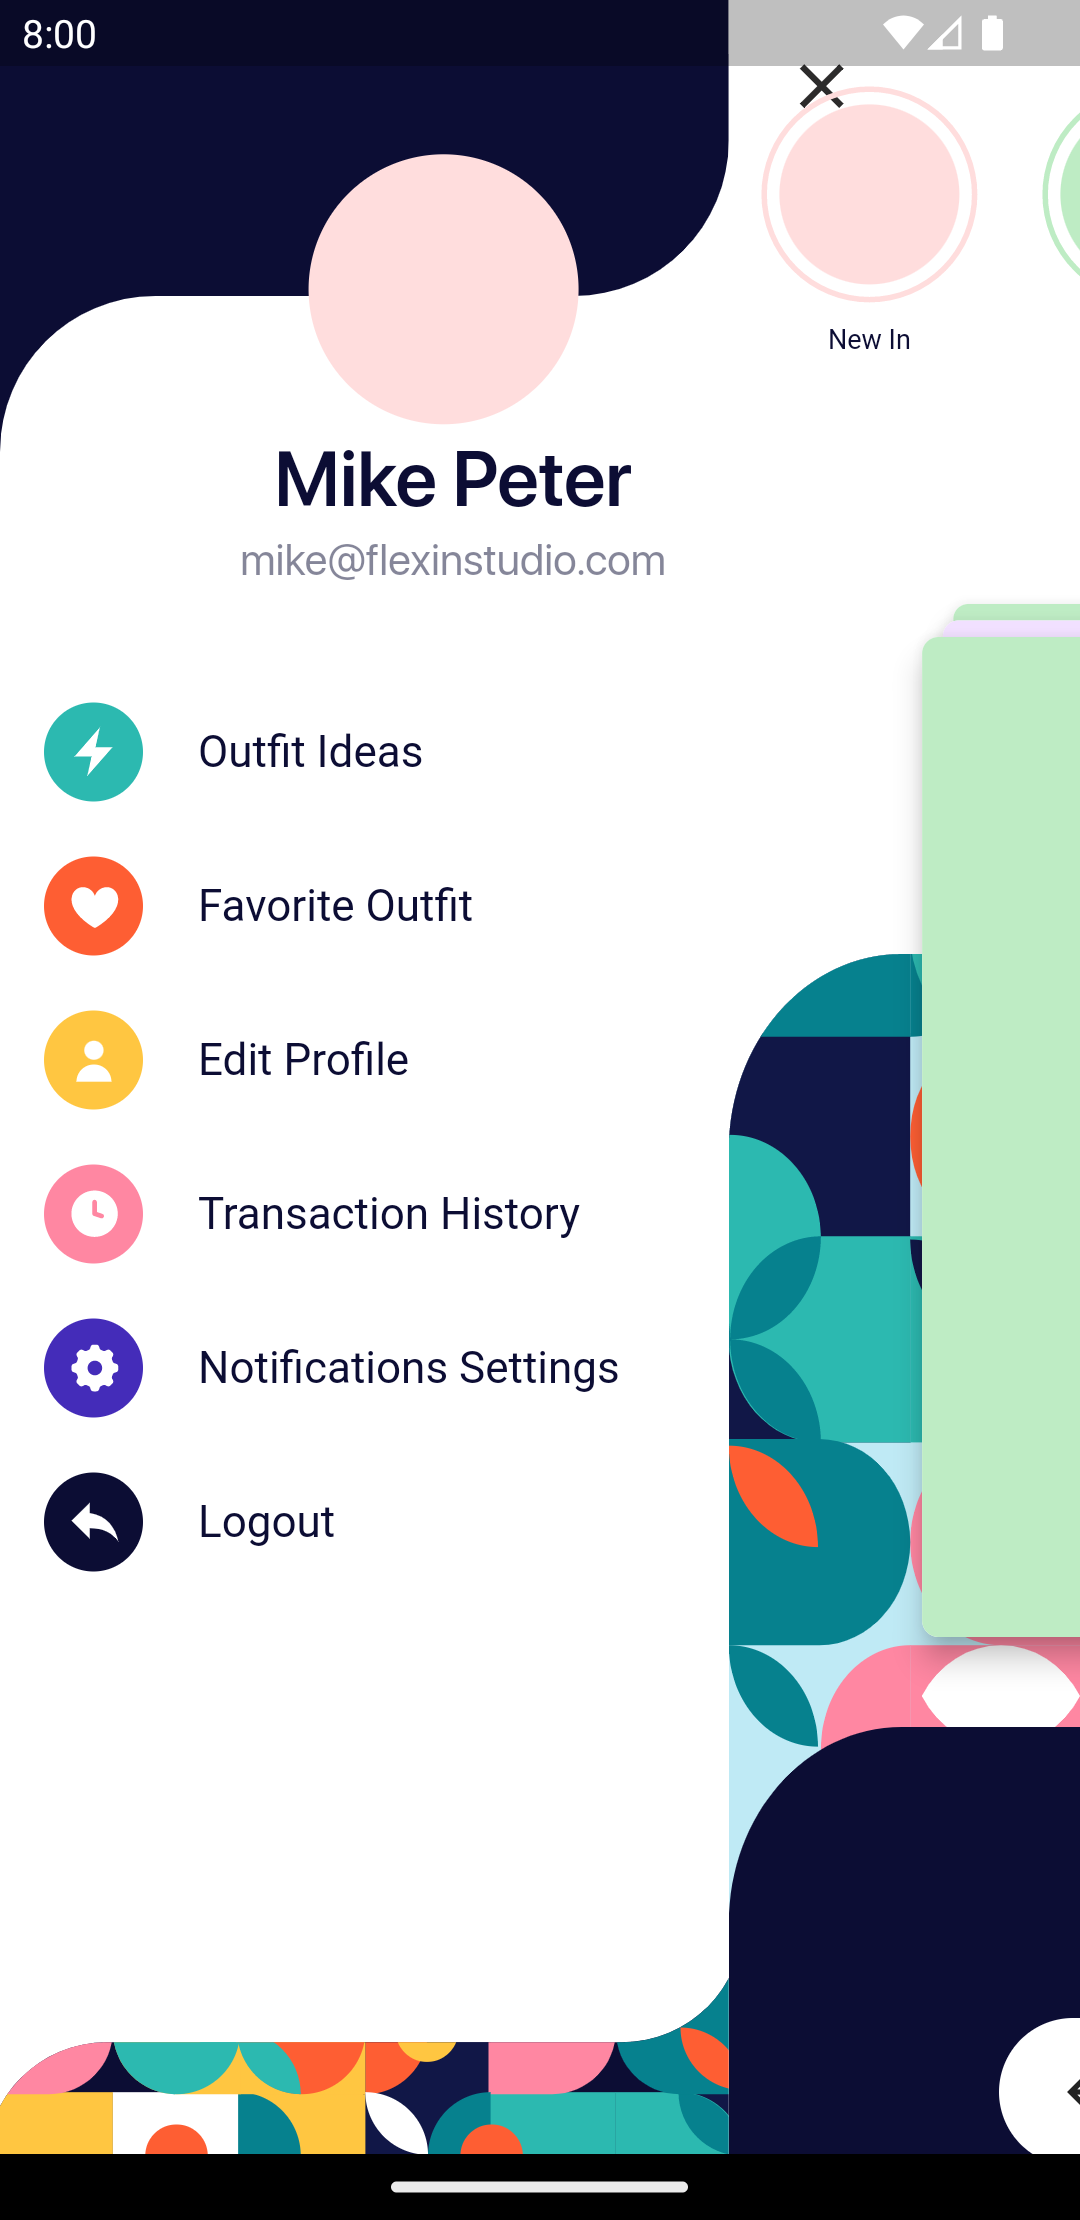 8:00
New In
Mike Peter
mike@flexinstudio.com
Outfit Ideas
Favorite Outfit
Edit Profile
Transaction History
Notifications Settings
Logout